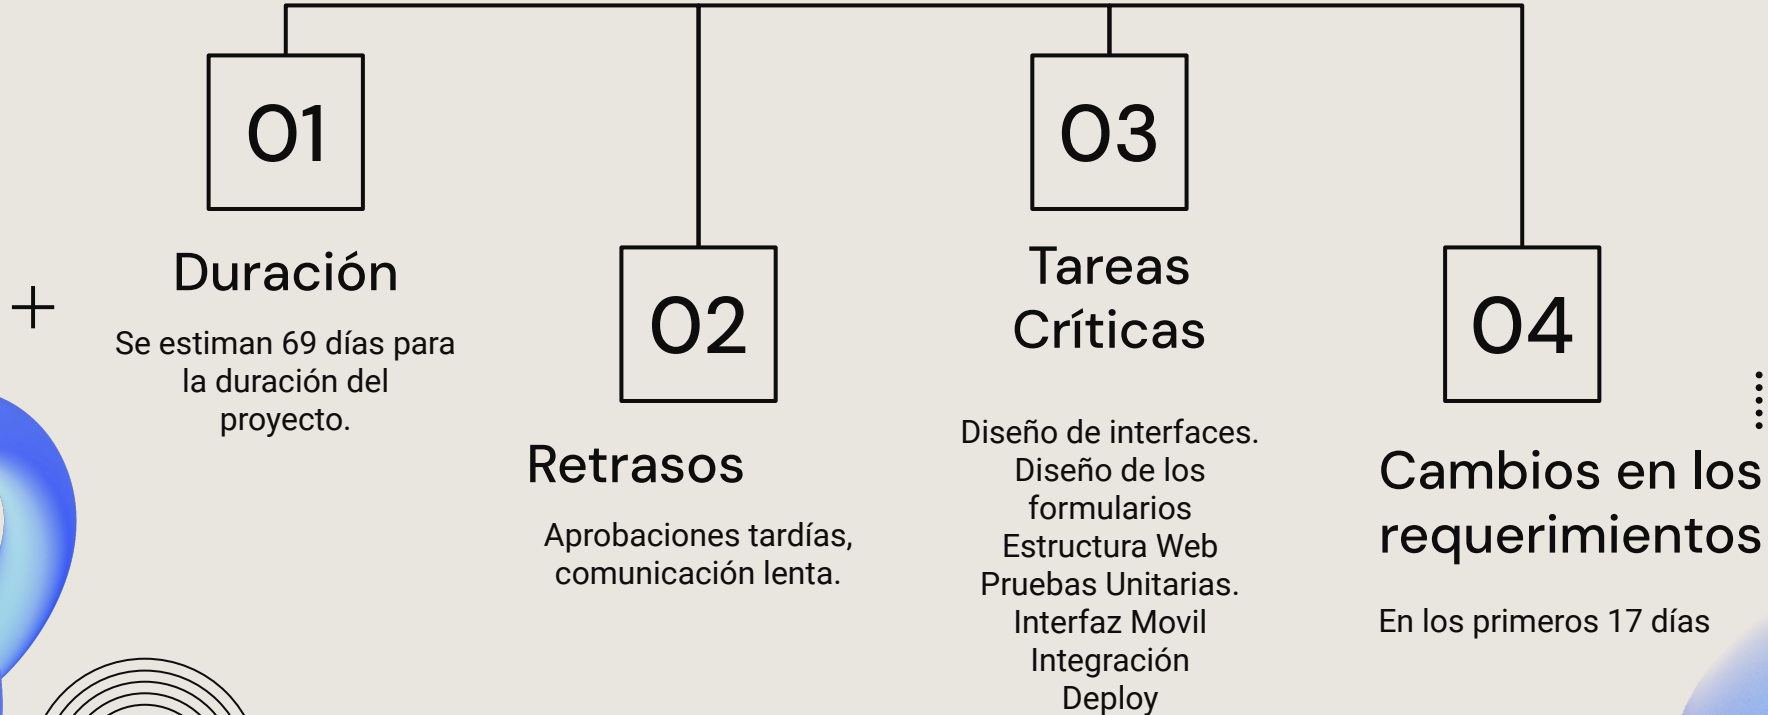 01
Duración
Se estiman 69 días para
la duración del
proyecto.
02
Retrasos
Aprobaciones tardías,
comunicación lenta.
03
Tareas
Críticas
Diseño de interfaces.
Diseño de los
formularios
Estructura Web
Pruebas Unitarias.
Interfaz Movil
Integración
Deploy
04
Cambios en los
requerimientos
En los primeros 17 días